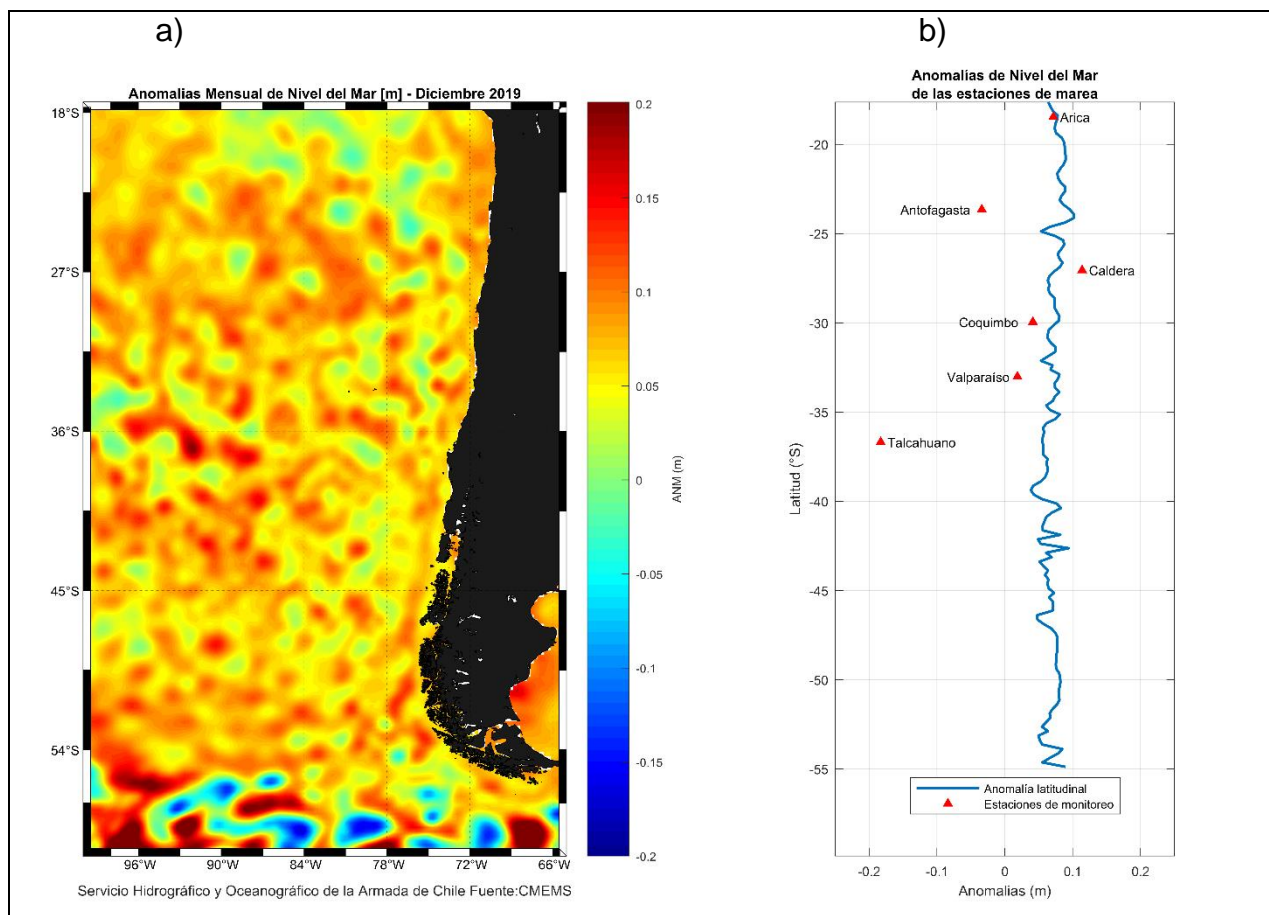 a)
b)
Anomalias Mensual de Nivel del Mar [m] - Diciembre 2019
18°S
27°S
36°S
45°S
54°S
96°W
90°W
84°W
78°W
72°W
66°W
0.2
0.15
0.1
0.05
0
-0.05
-0.1
-0.15
-0.2
ANM (m)
Servicio Hidrográfico y Oceanográfico de la Armada de Chile Fuente:CMEMS
Anomalias de Nivel del Mar
de las estaciones de marea
Latitud (°S)
-20
-25
-30
-35
-40
-45
-50
-55
Arica
Antofagasta
Caldera
Coquimbo
Valparaíso
Talcahuano
Anomalía latitudinal
Estaciones de monitoreo
-0.2
-0.1
0
0.1
0.2
Anomalias (m)